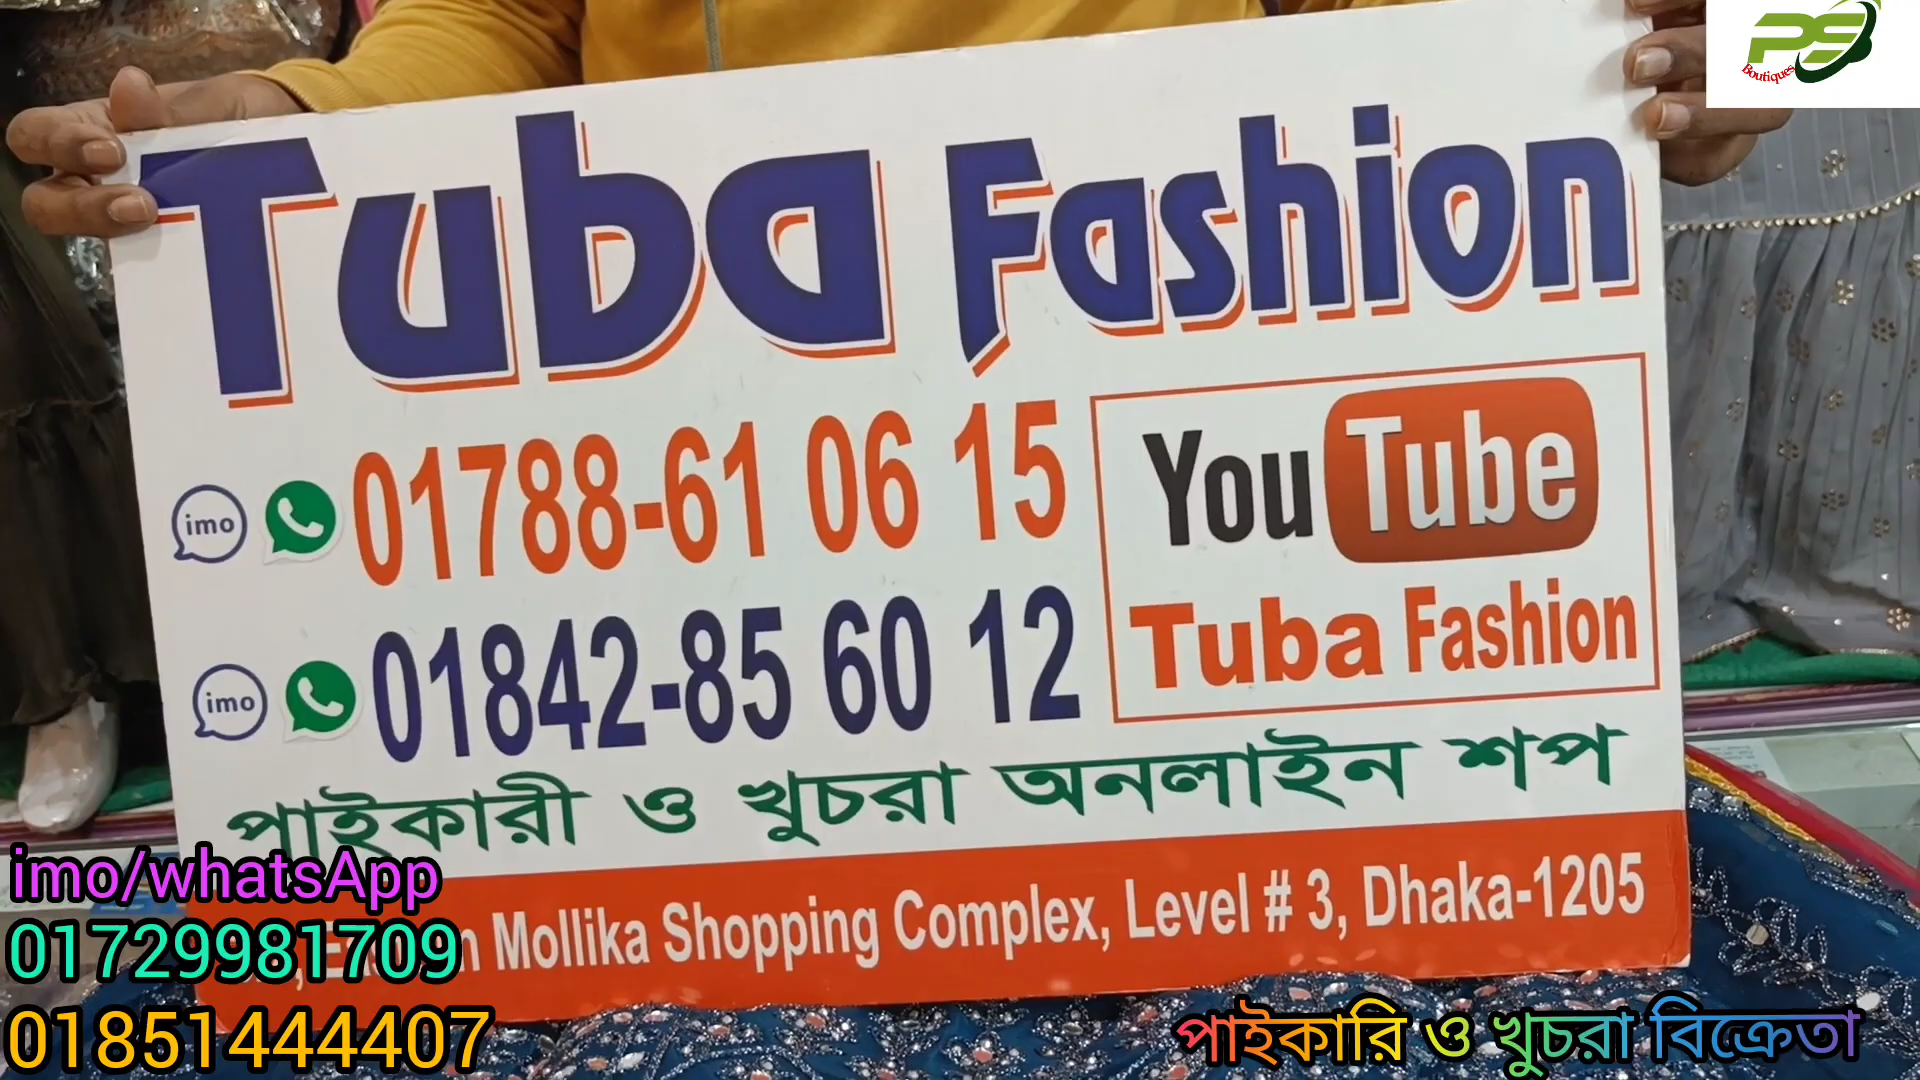 PS
Boutiques
Tuba Fashion
imo 01788-61 06 15
imo 01842-85 60 12
YouTube
Tuba Fashion
পাইকারী ও খুচরা অনলাইন শপ
Mollika Shopping Complex, Level # 3, Dhaka-1205
imo/whatsApp
01729981709
01851444407
পাইকারি ও খুচরা বিক্রেতা